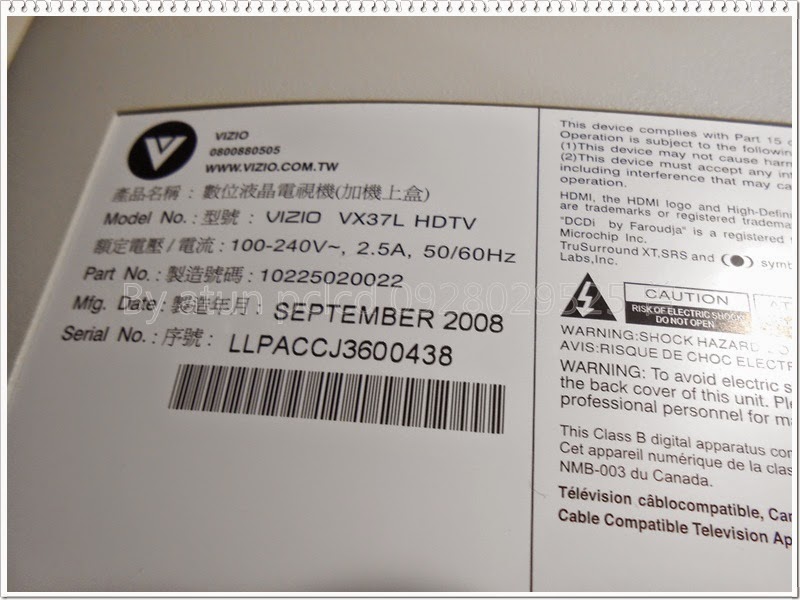 VIZIO
0800880505
WWW.VIZIO.COM.TW
產品名稱 : 數位液晶電視機(加機上盒)
Model No. : 型號 : VIZIO VX37L HDTV
額定電壓 / 電流 : 100-240V~, 2.5A, 50/60Hz
Part No. : 製造號碼 : 10225020022
Mfg. Date : 製造年月 : SEPTEMBER 2008
Serial No. : 序號 : LLPACCJ3600438
This device complies with Part 15
Operation is subject to the following
(1)This device may not cause harm
(2)This device must accept any int
including interference that may ca
operation.
HDMI, the HDMI logo and High-Defini
are trademarks or registered tradema
"DCDi by Faroudja" is a registered
Microchip Inc.
TruSurround XT, SRS and (●) symb
Labs,Inc.
CAUTION
RISK OF ELECTRIC SHOCK
DO NOT OPEN
WARNING:SHOCK HAZARD
AVIS:RISQUE DE CHOC ELECTR
WARNING: To avoid electric s
the back cover of this unit. Ple
professional personnel for m
This Class B digital apparatus com
Cet appareil numérique de la clas
NMB-003 du Canada.
Télévision câblocompatible, Can
Cable Compatible Television Ap